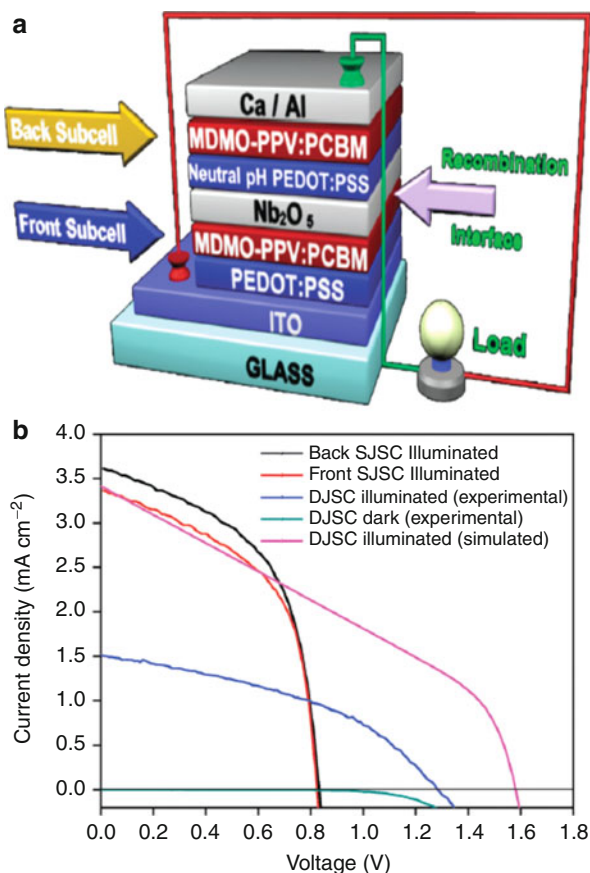 a
Ca / Al
MDMO-PPV:PCBM
Neutral pH PEDOT:PSS
Nb₂O₅
MDMO-PPV:PCBM
PEDOT:PSS
ITO
GLASS
Back Subcell
Front Subcell
Recombination
Interface
Load
b
Current density (mA cm⁻²)
4.0
3.5
3.0
2.5
2.0
1.5
1.0
0.5
0.0
Back SJSC Illuminated
Front SJSC Illuminated
DJSC illuminated (experimental)
DJSC dark (experimental)
DJSC illuminated (simulated)
0.0 0.2 0.4 0.6 0.8 1.0 1.2 1.4 1.6 1.8
Voltage (V)